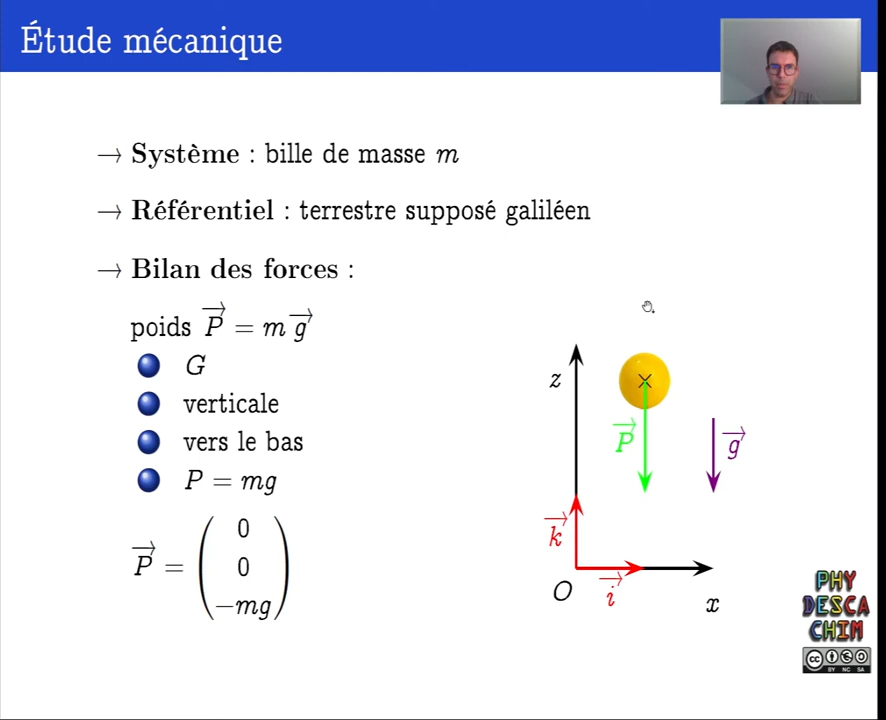 Étude mécanique
→ Système : bille de masse m
→ Référentiel : terrestre supposé galiléen
→ Bilan des forces :
poids P⃗ = m g⃗
G
verticale
vers le bas
P = mg
P⃗ = (0
0
−mg)
z
P⃗
g⃗
k⃗
O
i⃗
x
PHY
DESCA
CHIM
CC BY NC SA